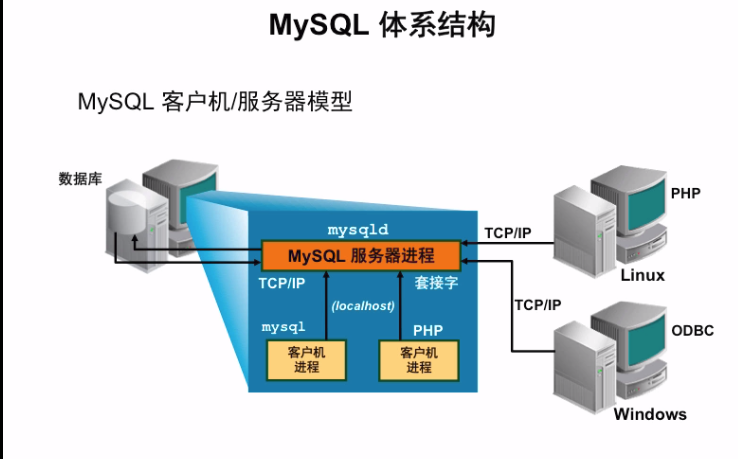 MySQL 体系结构
MySQL 客户机/服务器模型
数据库
mysqld
MySQL 服务器进程
TCP/IP
套接字
(localhost)
mysql
PHP
客户机
进程
客户机
进程
TCP/IP
PHP
Linux
TCP/IP
ODBC
Windows